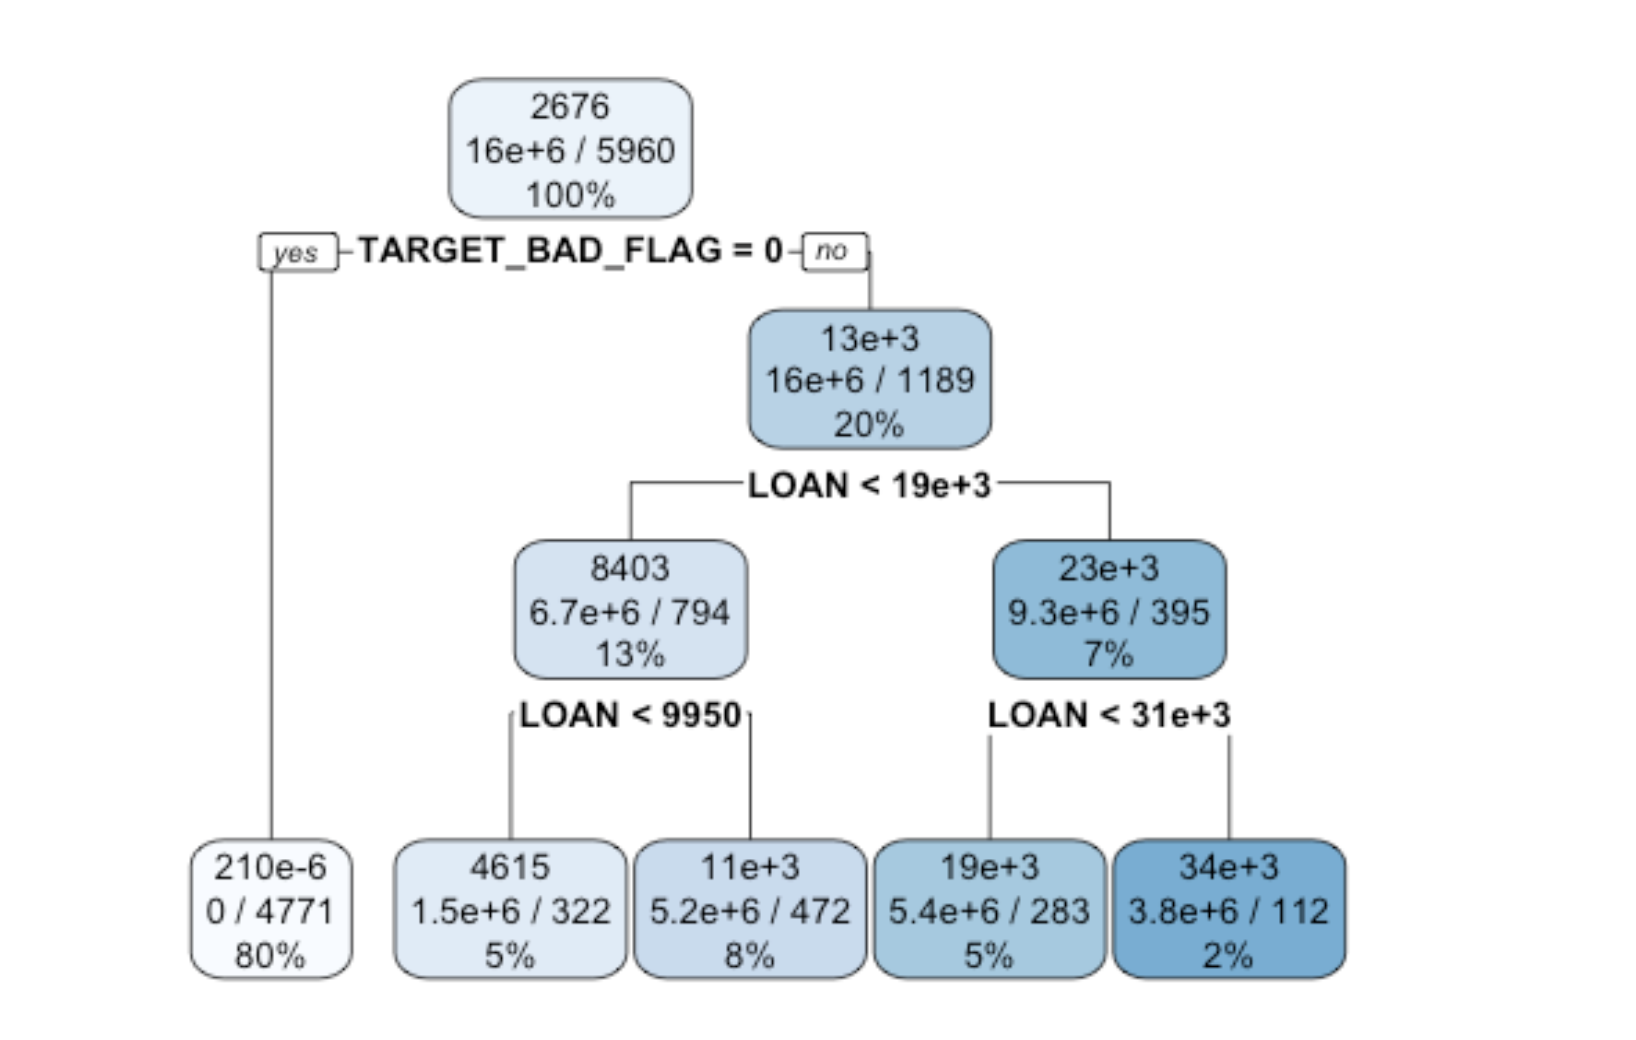 2676
16e+6 / 5960
100%
yes TARGET_BAD_FLAG = 0 no
13e+3
16e+6 / 1189
20%
LOAN < 19e+3
8403
6.7e+6 / 794
13%
23e+3
9.3e+6 / 395
7%
LOAN < 9950
LOAN < 31e+3
210e-6
0 / 4771
80%
4615
1.5e+6 / 322
5%
11e+3
5.2e+6 / 472
8%
19e+3
5.4e+6 / 283
5%
34e+3
3.8e+6 / 112
2%